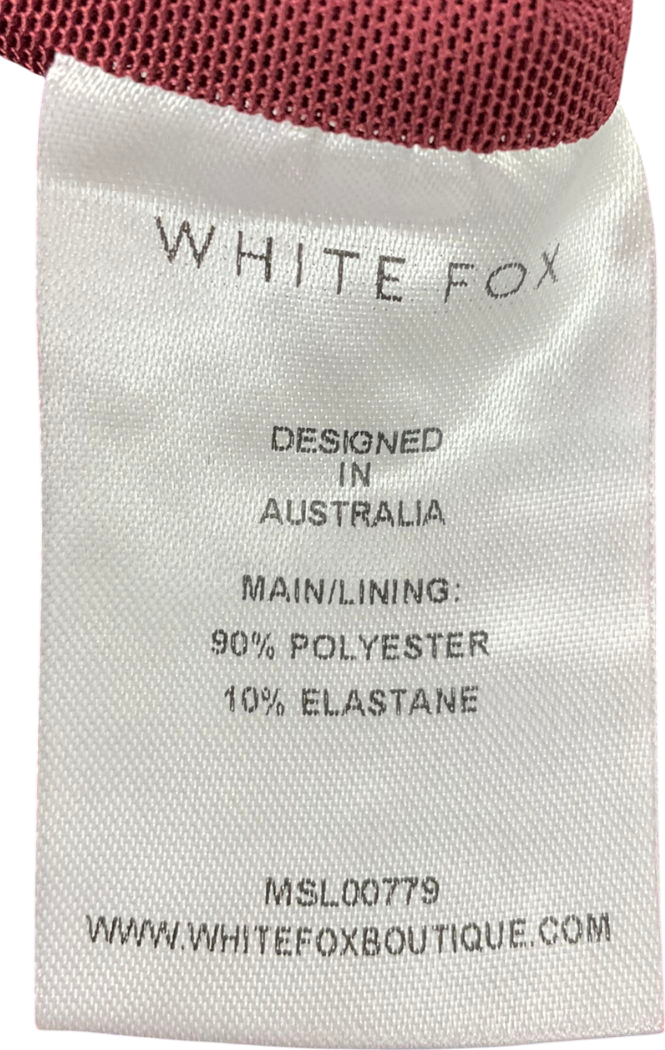 WHITE FOX
DESIGNED
IN
AUSTRALIA
MAIN/LINING:
90% POLYESTER
10% ELASTANE
MSL00779
WWW.WHITEFOXBOUTIQUE.COM